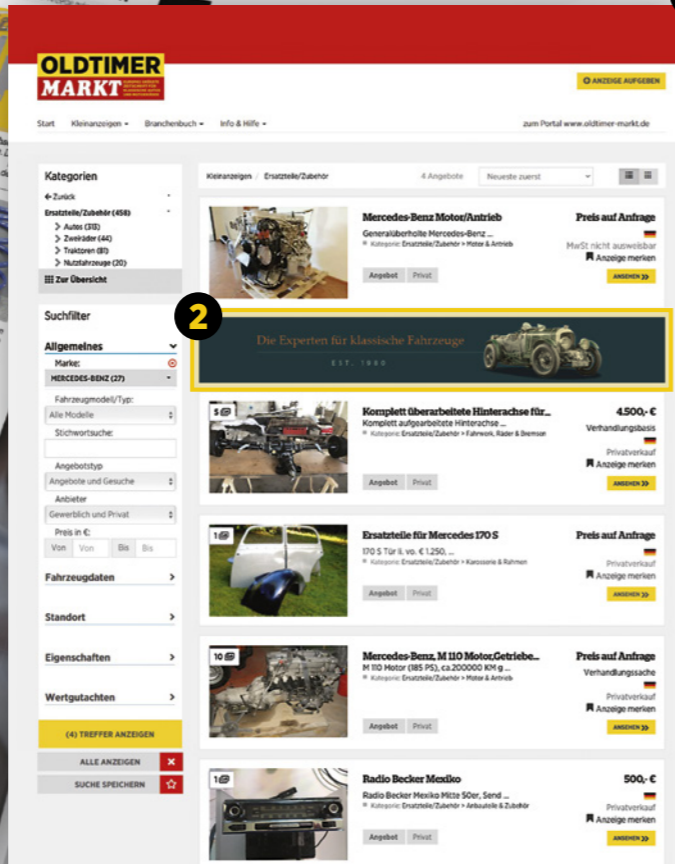 OLDTIMER
MARKT
ANZEIGE AUFGEBEN
Start Kleinanzeigen Branchenbuch Info & Hilfe zum Portal www.oldtimer-markt.de
Kategorien
Zurück
Ersatzteile/Zubehör (458)
Autos (313)
Zweiräder (44)
Traktoren (81)
Nutzfahrzeuge (20)
Zur Übersicht
Suchfilter
Allgemeines
Marke:
MERCEDES-BENZ (27)
Fahrzeugmodel/Typ:
Alle Modelle
Stichwortsuche:
Angebotstyp
Angebote und Gesuche
Anbieter
Gewerblich und Privat
Preis in €:
Von Von Bis Bis
Fahrzeugdaten
Standort
Eigenschaften
Wertgutachten
(4) TREFFER ANZEIGEN
ALLE ANZEIGEN
SUCHE SPEICHERN
Kleinanzeigen / Ersatzteile/Zubehör 4 Angebote Neueste zuerst
Mercedes-Benz Motor/Antrieb Preis auf Anfrage
Generalüberholte Mercedes-Benz ...
Kategorie: Ersatzteile/Zubehör > Motor & Antrieb
MwSt nicht ausweisbar
Anzeige merken
Angebot Privat ANSEHEN
2
Die Experten für klassische Fahrzeuge
EST. 1980
5
Komplett überarbeitete Hinterachse für... 4.500,- €
Komplett aufgearbeitete Hinterachse ...
Verhandlungsbasis
Kategorie: Ersatzteile/Zubehör > Fahrwerk, Räder & Bremsen
Privatverkauf
Anzeige merken
Angebot Privat ANSEHEN
1
Ersatzteile für Mercedes 170 S Preis auf Anfrage
170 S Tür li. vo. € 1.250, ...
Kategorie: Ersatzteile/Zubehör > Karosserie & Rahmen
Privatverkauf
Anzeige merken
Angebot Privat ANSEHEN
10
Mercedes-Benz, M 110 Motor,Getriebe... Preis auf Anfrage
M 110 Motor (185 PS), ca.200000 KM g ...
Verhandlungssache
Kategorie: Ersatzteile/Zubehör > Motor & Antrieb
Privatverkauf
Anzeige merken
Angebot Privat ANSEHEN
1
Radio Becker Mexiko 500,- €
Radio Becker Mexiko Mitte 50er, Send ...
Kategorie: Ersatzteile/Zubehör > Anbauteile & Zubehör
Privatverkauf
Anzeige merken
Angebot Privat ANSEHEN